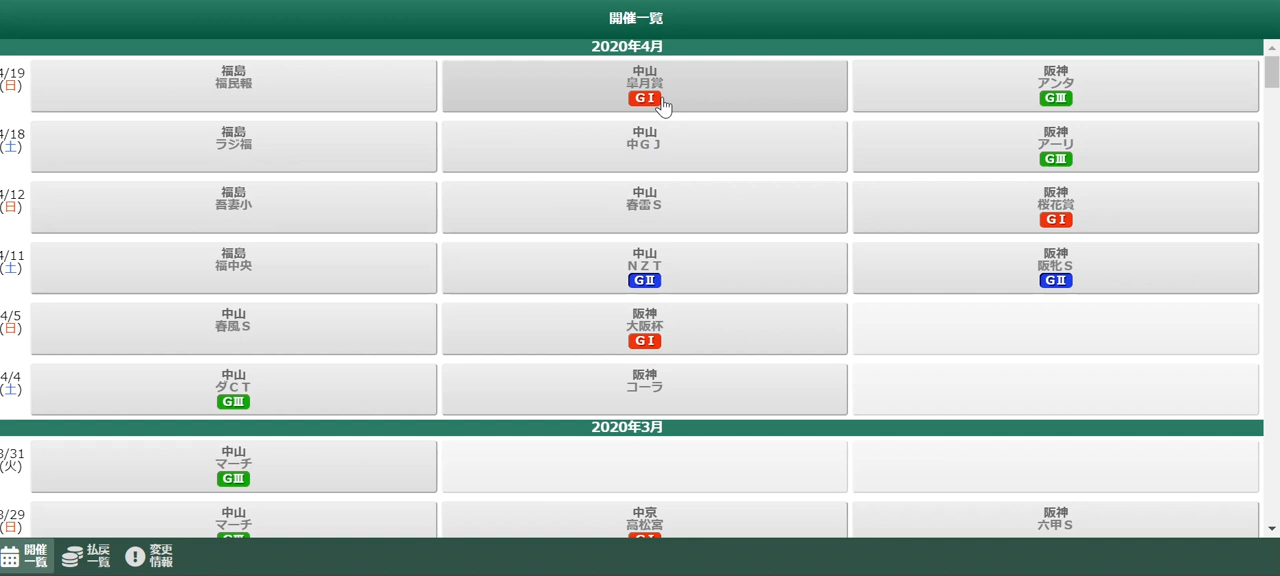 開催一覧
2020年4月
4/19
(日)
福島
福民報
中山
皐月賞
GⅠ
阪神
アンタ
GⅢ
4/18
(土)
福島
ラジ福
中山
中ＧＪ
阪神
アーリ
GⅢ
4/12
(日)
福島
吾妻小
中山
春雷Ｓ
阪神
桜花賞
GⅠ
4/11
(土)
福島
福中央
中山
ＮＺＴ
GⅡ
阪神
阪牝Ｓ
GⅡ
4/5
(日)
中山
春風Ｓ
阪神
大阪杯
GⅠ
4/4
(土)
中山
ダＣＴ
GⅢ
阪神
コーラ
2020年3月
3/31
(火)
中山
マーチ
GⅢ
3/29
(日)
中山
マーチ
GⅢ
中京
高松宮
GⅠ
阪神
六甲Ｓ
開催
一覧
払戻
一覧
変更
情報